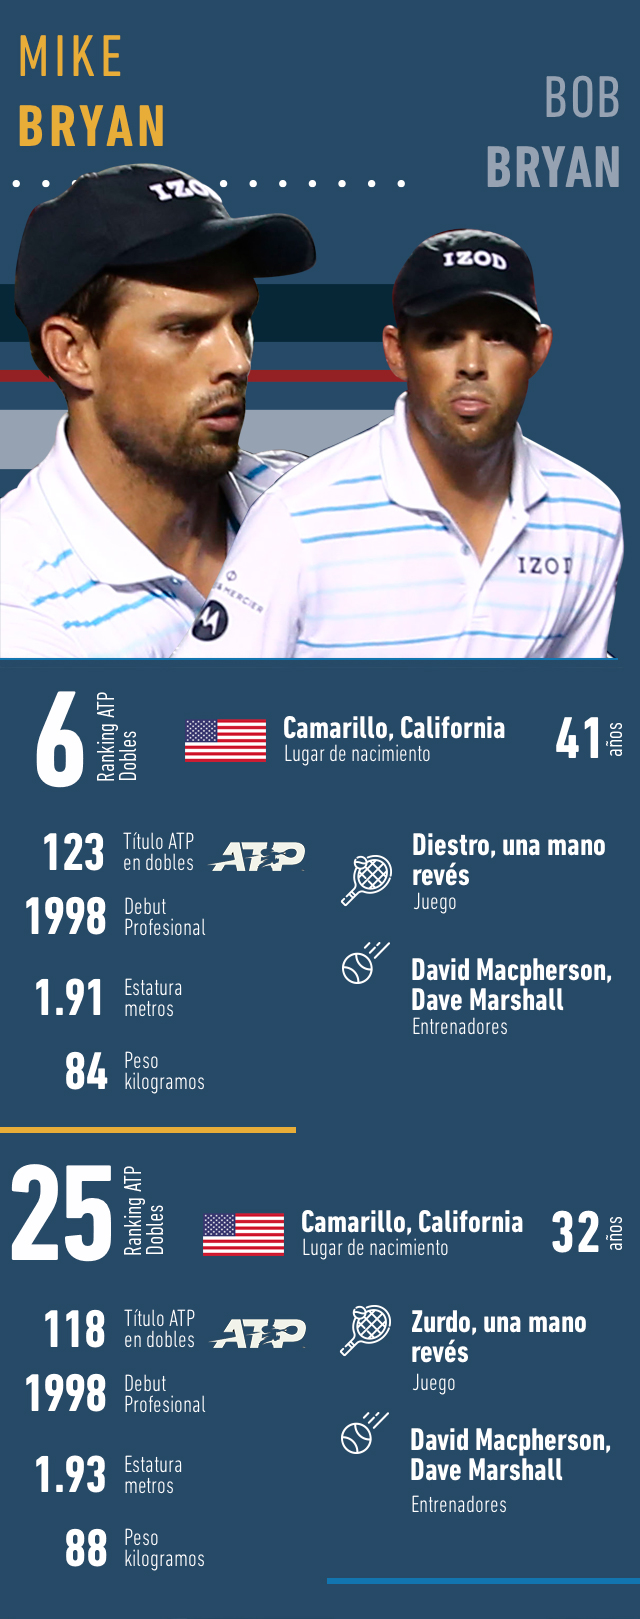 MIKE
BRYAN
BOB
BRYAN
IZOD
IZOD
IZOD
6
Ranking ATP
Dobles
Camarillo, California
Lugar de nacimiento
41
años
123
Título ATP
en dobles
ATP
1998
Debut
Profesional
1.91
Estatura
metros
84
Peso
kilogramos
Diestro, una mano
revés
Juego
David Macpherson,
Dave Marshall
Entrenadores
25
Ranking ATP
Dobles
Camarillo, California
Lugar de nacimiento
32
años
118
Título ATP
en dobles
ATP
1998
Debut
Profesional
1.93
Estatura
metros
88
Peso
kilogramos
Zurdo, una mano
revés
Juego
David Macpherson,
Dave Marshall
Entrenadores